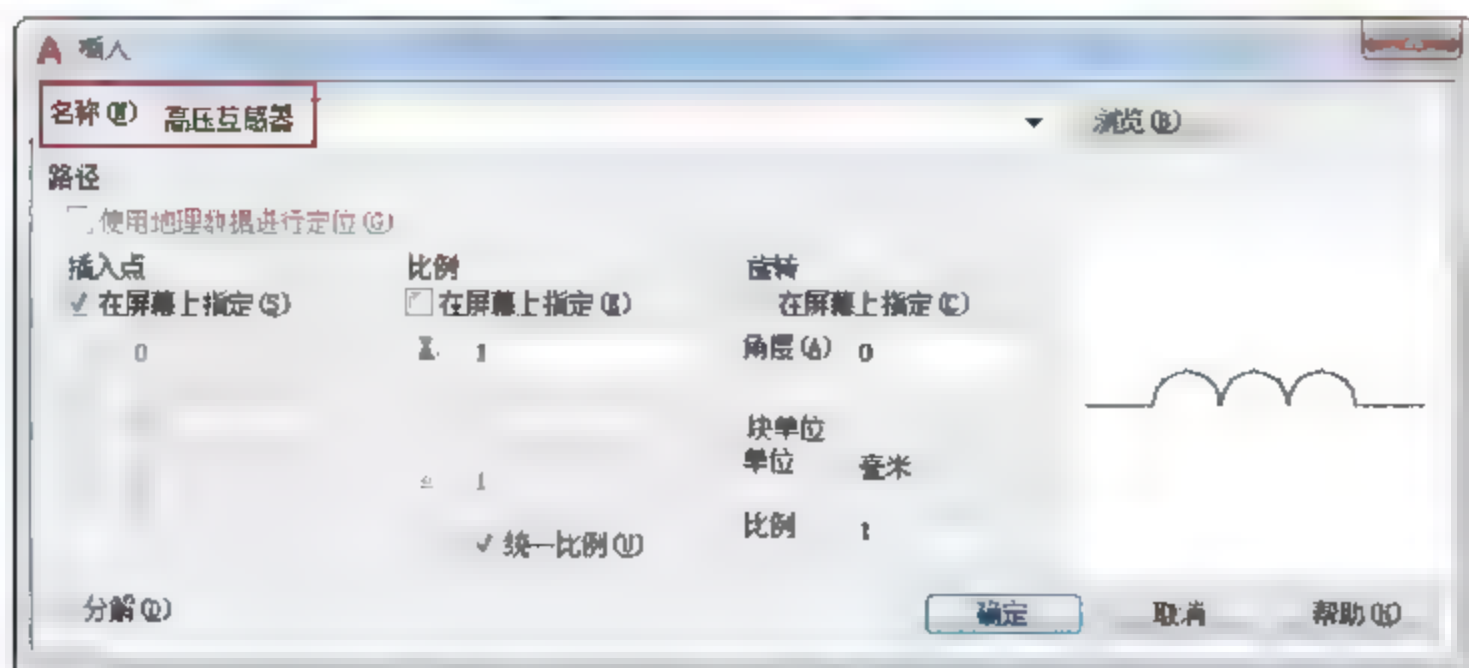 插入
名称(N) 高压互感器 浏览(B)
路径
使用地理数据进行定位(G)
插入点 比例 旋转
在屏幕上指定(S) 在屏幕上指定(E) 在屏幕上指定(C)
0 1 角度(A) 0
块单位
单位 毫米
1
统一比例(U) 比例 1
分解(D) 确定 取消 帮助(H)